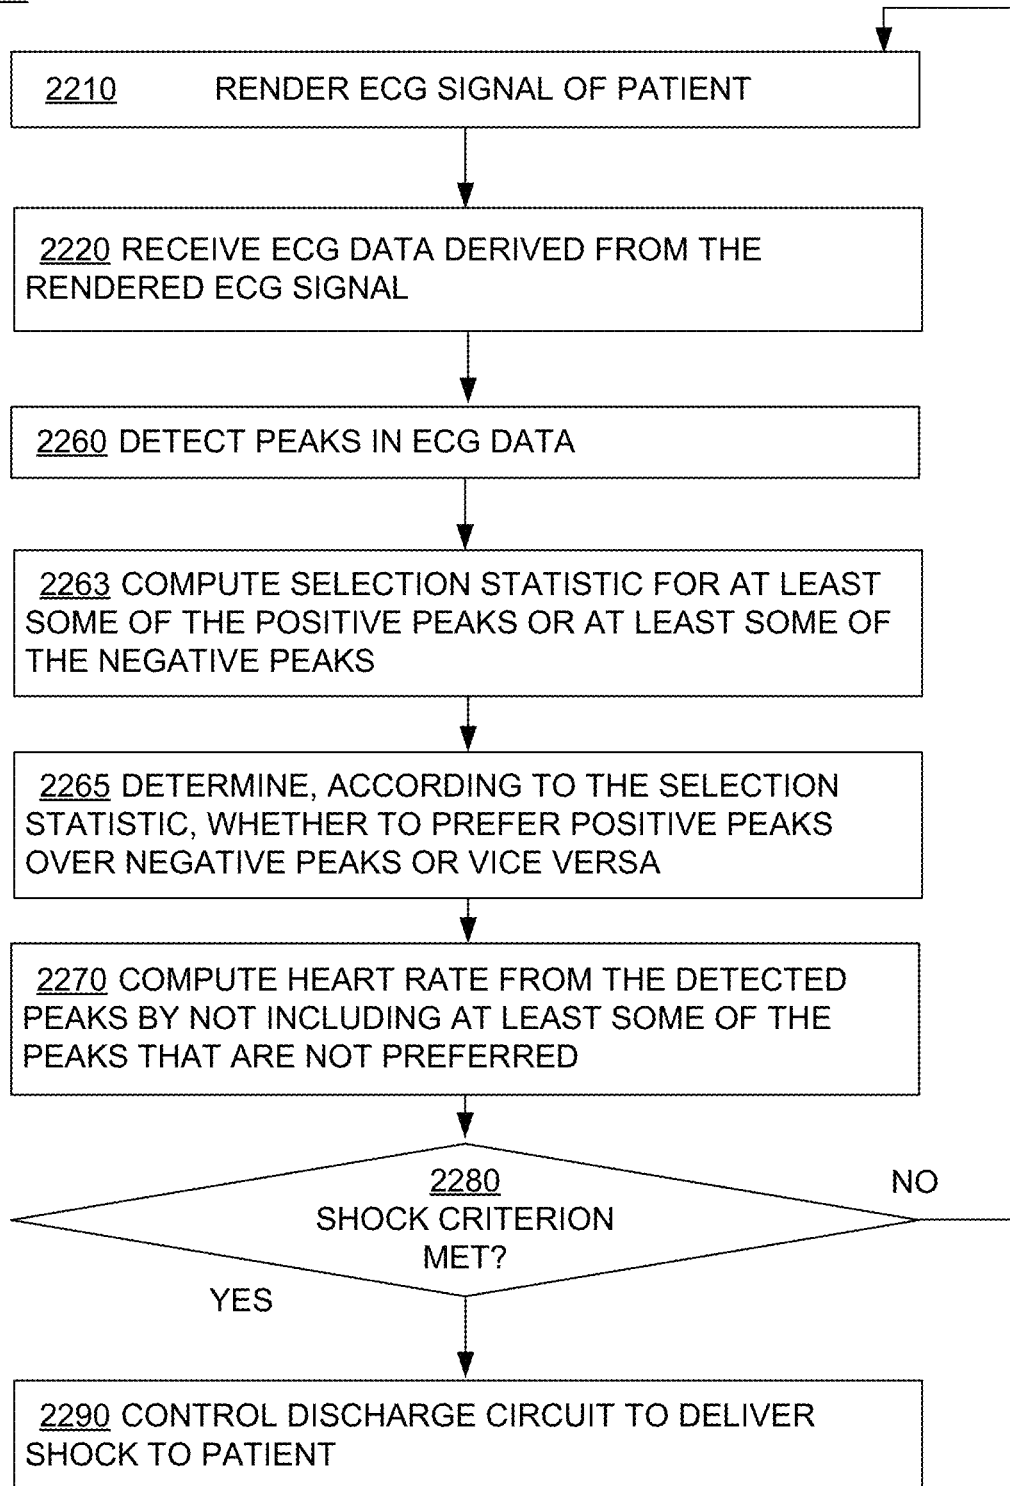 2210 RENDER ECG SIGNAL OF PATIENT
2220 RECEIVE ECG DATA DERIVED FROM THE
RENDERED ECG SIGNAL
2260 DETECT PEAKS IN ECG DATA
2263 COMPUTE SELECTION STATISTIC FOR AT LEAST
SOME OF THE POSITIVE PEAKS OR AT LEAST SOME OF
THE NEGATIVE PEAKS
2265 DETERMINE, ACCORDING TO THE SELECTION
STATISTIC, WHETHER TO PREFER POSITIVE PEAKS
OVER NEGATIVE PEAKS OR VICE VERSA
2270 COMPUTE HEART RATE FROM THE DETECTED
PEAKS BY NOT INCLUDING AT LEAST SOME OF THE
PEAKS THAT ARE NOT PREFERRED
2280
NO
SHOCK CRITERION
MET?
YES
2290 CONTROL DISCHARGE CIRCUIT TO DELIVER
SHOCK TO PATIENT